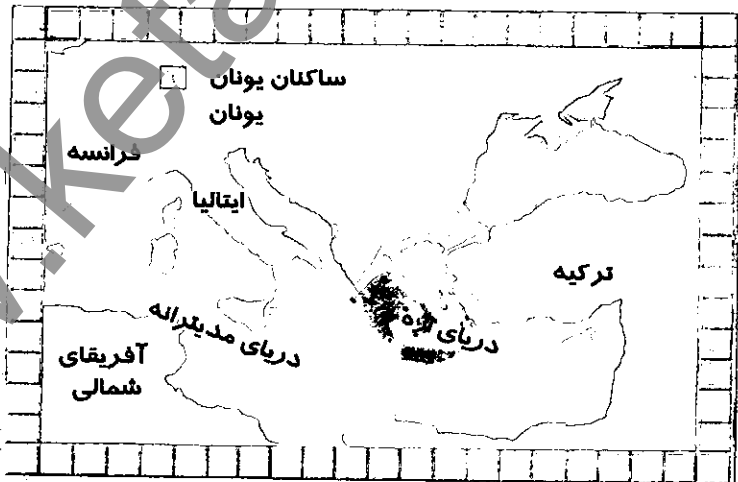 ساکنان یونان
یونان
فرانسه
ایتالیا
ترکیه
دریای مدیترانه
دریای اژه
آفریقای
شمالی